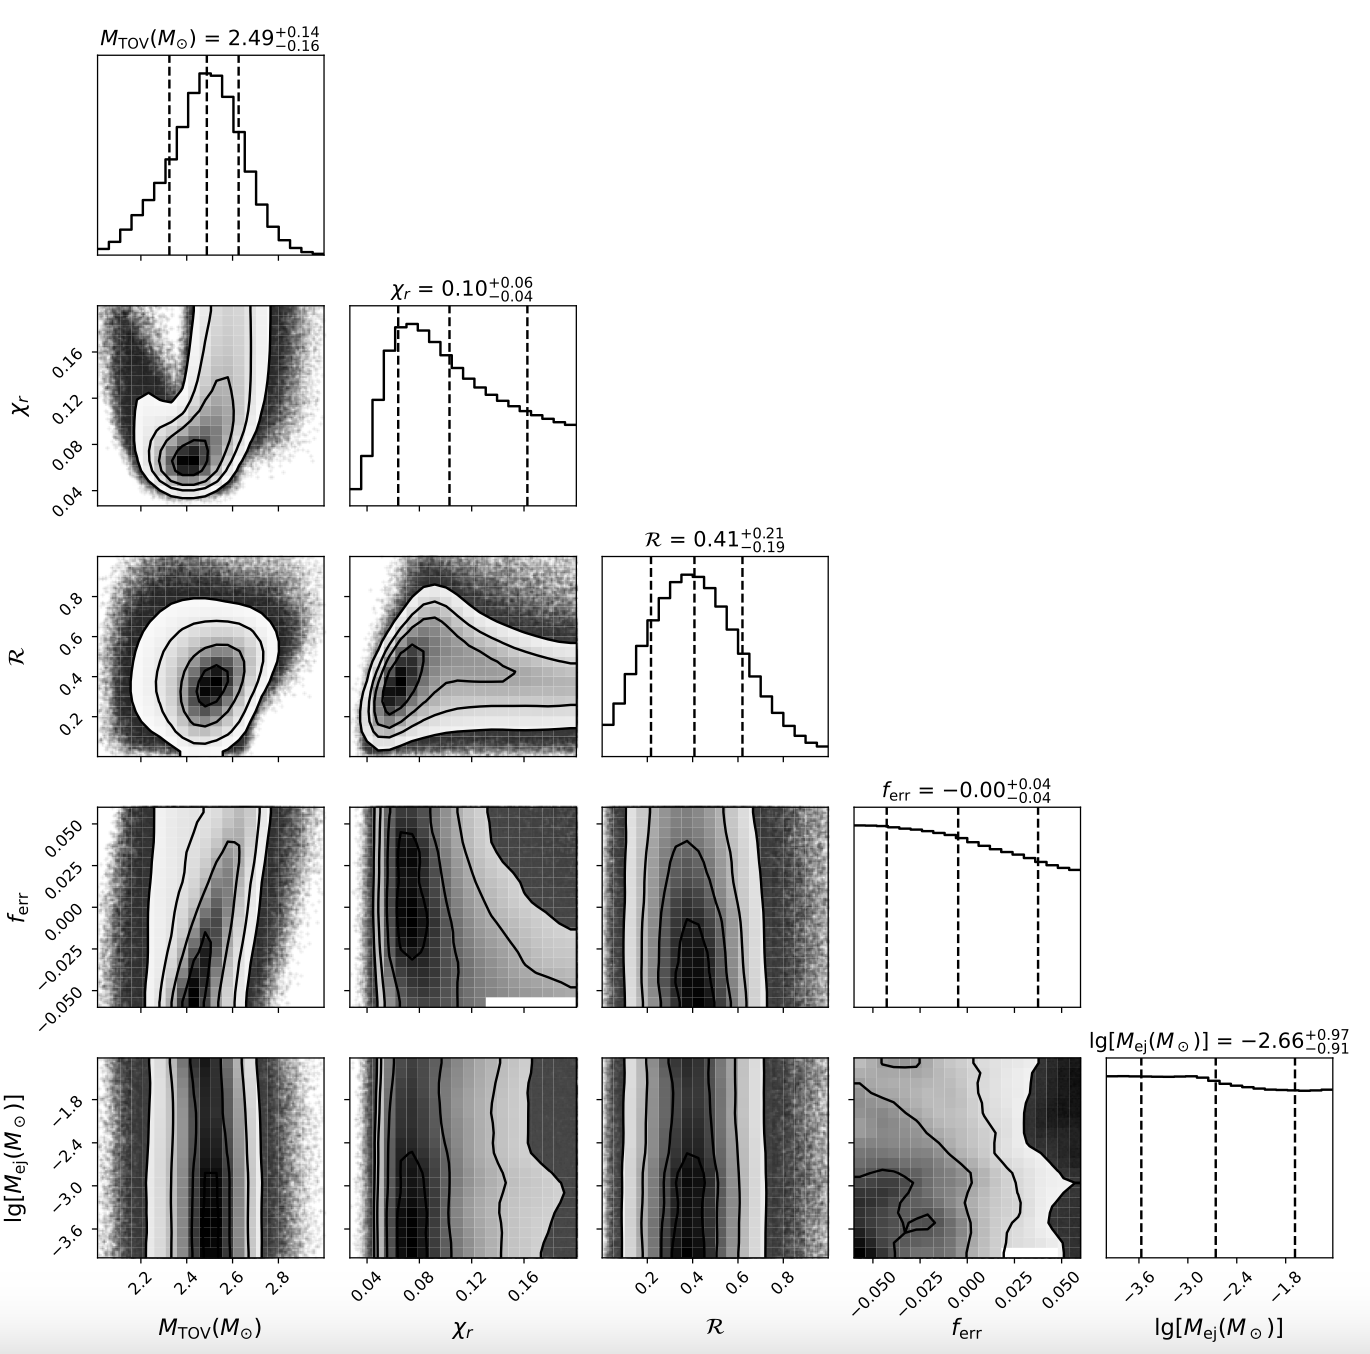 M_TOV(M_⊙) = 2.49^{+0.14}_{−0.16}
χ_r = 0.10^{+0.06}_{−0.04}
0.16
0.12
0.08
0.04
χ_r
ℛ = 0.41^{+0.21}_{−0.19}
0.8
0.6
0.4
0.2
ℛ
f_err = −0.00^{+0.04}_{−0.04}
0.050
0.025
0.000
−0.025
−0.050
f_err
lg[M_ej(M_⊙)] = −2.66^{+0.97}_{−0.91}
−1.8
−2.4
−3.0
−3.6
lg[M_ej(M_⊙)]
2.2 2.4 2.6 2.8 0.04 0.08 0.12 0.16 0.2 0.4 0.6 0.8 −0.050 −0.025 0.000 0.025 0.050 −3.6 −3.0 −2.4 −1.8
M_TOV(M_⊙) χ_r ℛ f_err lg[M_ej(M_⊙)]